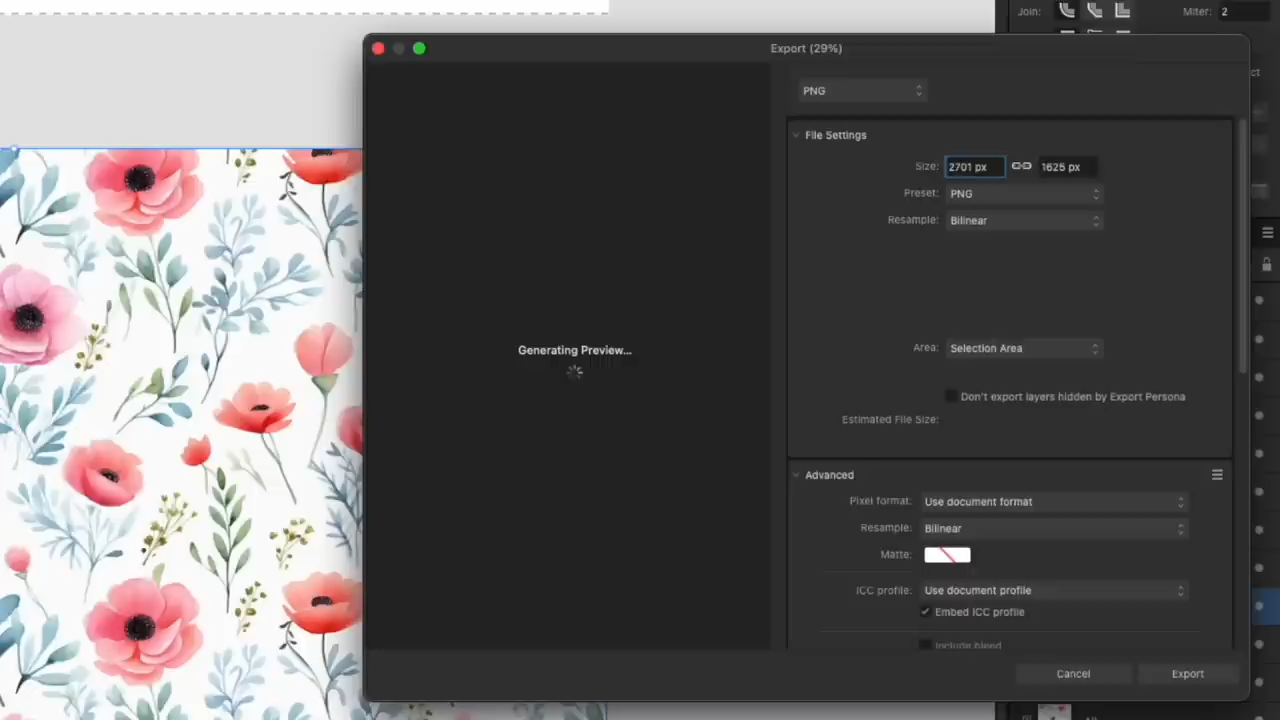 Join: Miter: 2
Export (29%)
ct
PNG
File Settings
Size: 2701 px 1625 px
Preset: PNG
Resample: Bilinear
Generating Preview...
Area: Selection Area
Don't export layers hidden by Export Persona
Estimated File Size:
Advanced
Pixel format: Use document format
Resample: Bilinear
Matte:
ICC profile: Use document profile
Embed ICC profile
Include bleed
Cancel Export